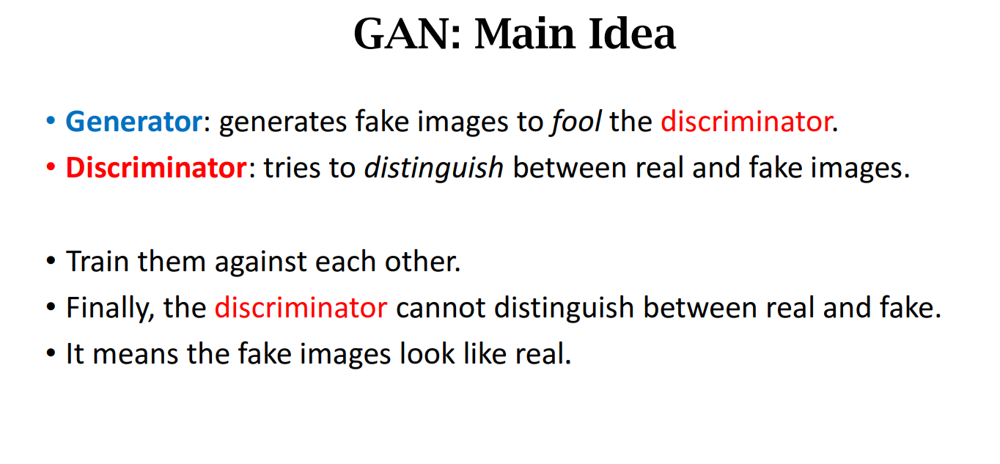 GAN: Main Idea
• Generator: generates fake images to fool the discriminator.
• Discriminator: tries to distinguish between real and fake images.
• Train them against each other.
• Finally, the discriminator cannot distinguish between real and fake.
• It means the fake images look like real.